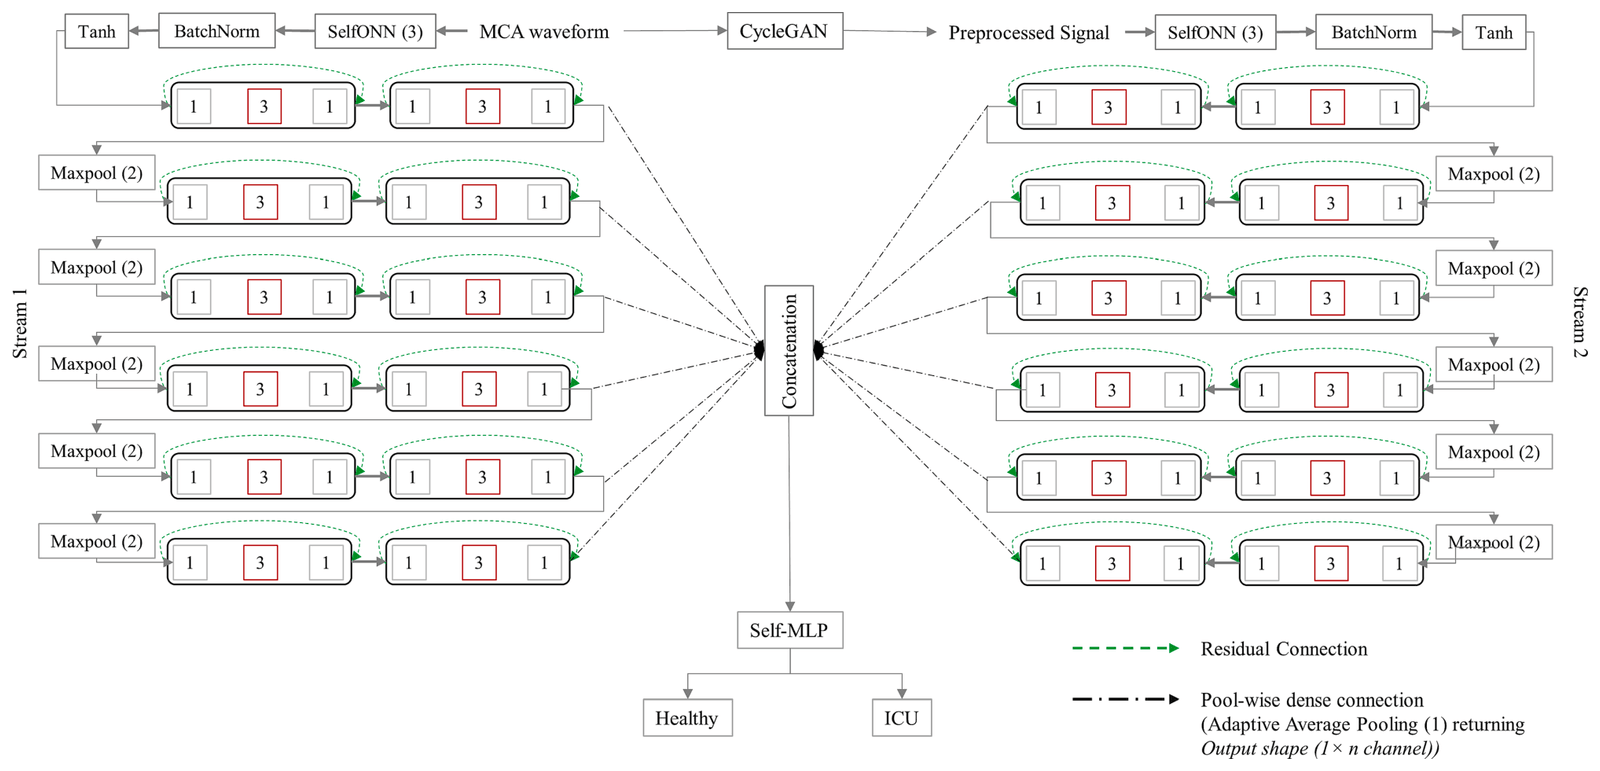 Tanh
BatchNorm
SelfONN (3)
MCA waveform
CycleGAN
Preprocessed Signal
SelfONN (3)
BatchNorm
Tanh
1 3 1 1 3 1
1 3 1 1 3 1
Maxpool (2)
Maxpool (2)
1 3 1 1 3 1
1 3 1 1 3 1
Maxpool (2)
Maxpool (2)
1 3 1 1 3 1
1 3 1 1 3 1
Stream 1
Concatenation
Stream 2
Maxpool (2)
Maxpool (2)
1 3 1 1 3 1
1 3 1 1 3 1
Maxpool (2)
Maxpool (2)
1 3 1 1 3 1
1 3 1 1 3 1
Maxpool (2)
Maxpool (2)
1 3 1 1 3 1
1 3 1 1 3 1
Self-MLP
Healthy
ICU
Residual Connection
Pool-wise dense connection
(Adaptive Average Pooling (1) returning
Output shape (1× n channel))